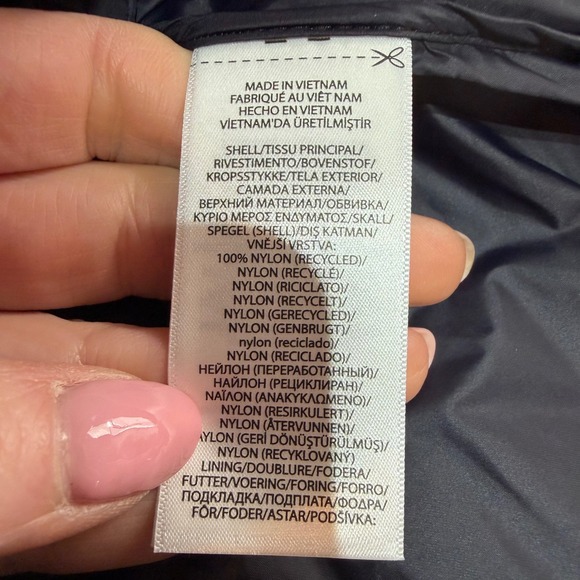 MADE IN VIETNAM
FABRIQUÉ AU VIÊT NAM
HECHO EN VIETNAM
VİETNAM'DA ÜRETİLMİŞTİR
SHELL/TISSU PRINCIPAL/
RIVESTIMENTO/BOVENSTOF/
KROPSSTYKKE/TELA EXTERIOR/
CAMADA EXTERNA/
ВЕРХНИЙ МАТЕРИАЛ/ОБВИВКА/
ΚΥΡΙΟ ΜΕΡΟΣ ΕΝΔΥΜΑΤΟΣ/SKALL/
SPEGEL (SHELL)/DIŞ KATMAN/
VNĚJŠÍ VRSTVA:
100% NYLON (RECYCLED)/
NYLON (RECYCLÉ)/
NYLON (RICICLATO)/
NYLON (RECYCELT)/
NYLON (GERECYCLED)/
NYLON (GENBRUGT)/
nylon (reciclado)/
NYLON (RECICLADO)/
НЕЙЛОН (ПЕРЕРАБОТАННЫЙ)/
НАЙЛОН (РЕЦИКЛИРАН)/
ΝΑΪΛΟΝ (ΑΝΑΚΥΚΛΩΜΕΝΟ)/
NYLON (RESIRKULERT)/
NYLON (ÅTERVUNNEN)/
NAYLON (GERİ DÖNÜŞTÜRÜLMÜŞ)/
NYLON (RECYKLOVANÝ)
LINING/DOUBLURE/FODERA/
FUTTER/VOERING/FORING/FORRO/
ПОДКЛАДКА/ПОДПЛАТА/ΦΟΔΡΑ/
FÔR/FODER/ASTAR/PODŠÍVKA: